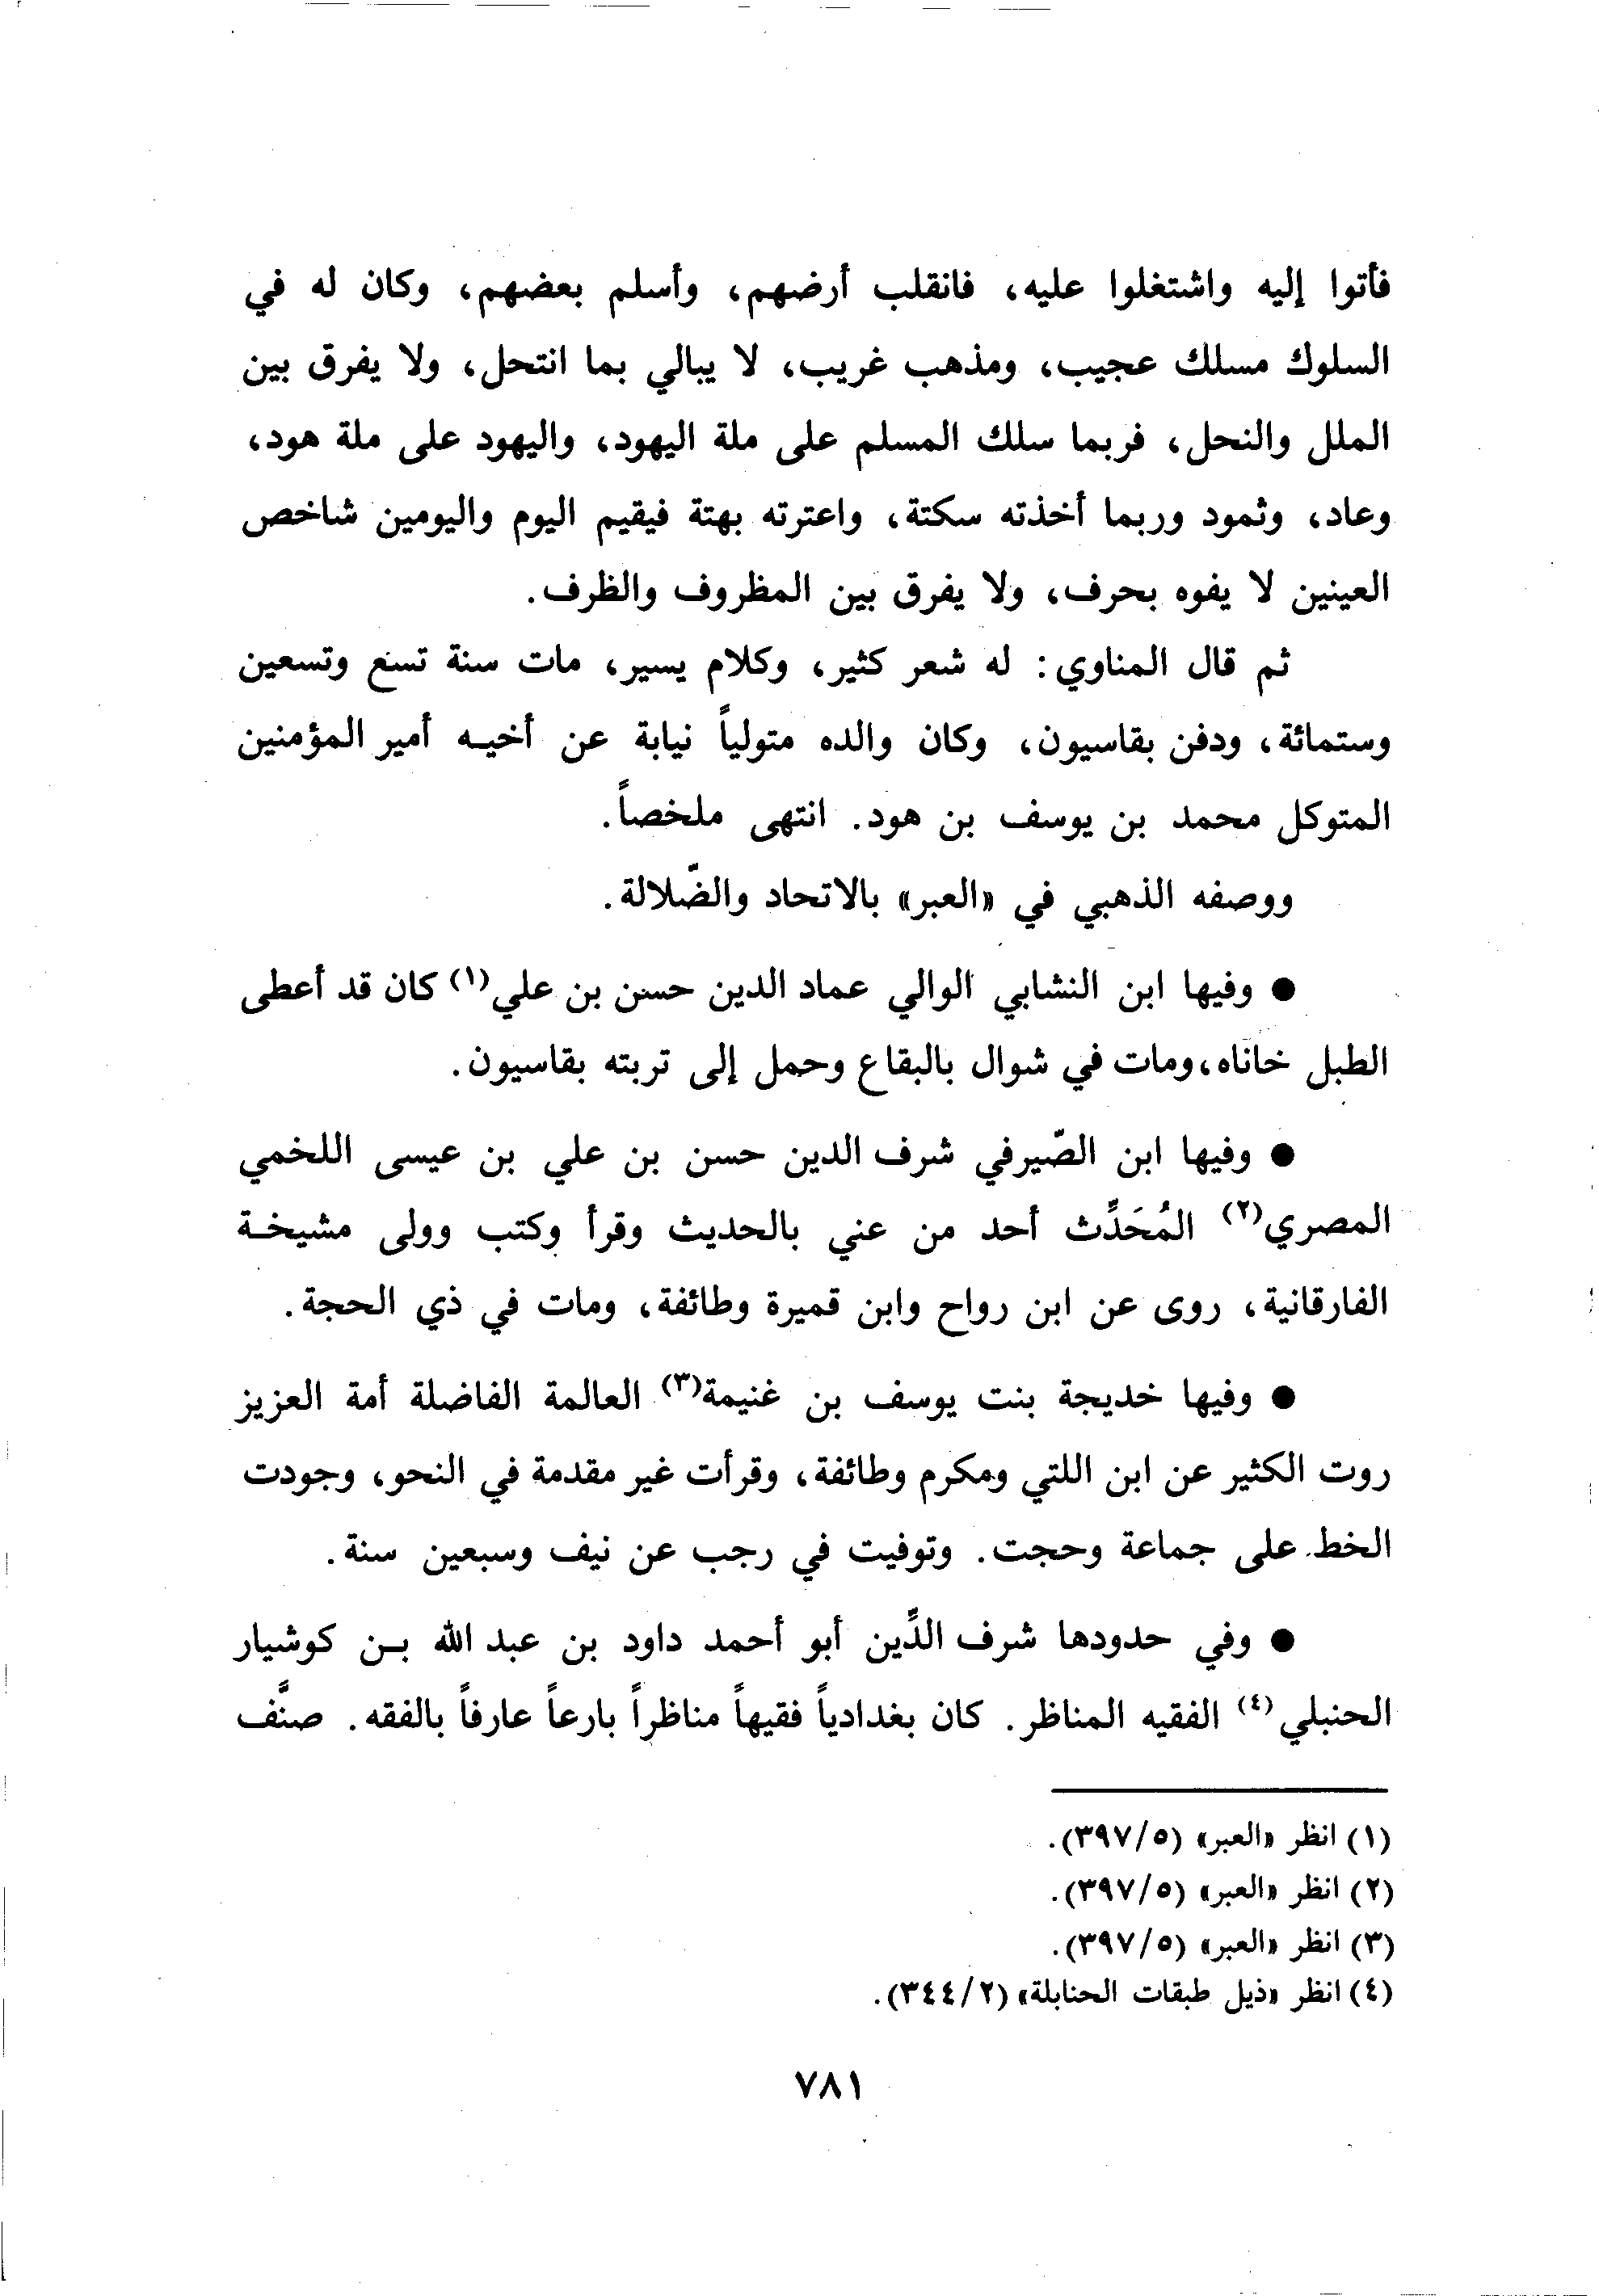 فأتوا إليه واشتغلوا عليه، فانقلب أرضهم، وأسلم بعضهم، وكان له في
السلوك مسلك عجيب، ومذهب غريب، لا يبالي بما انتحل، ولا يفرق بين
الملل والنحل، فربما سلك المسلم على ملة اليهود، واليهود على ملة هود،
وعاد، وثمود وربما أخذته سكتة، واعترته بهتة فيقيم اليوم واليومين شاخص
العينين لا يفوه بحرف، ولا يفرق بين المظروف والظرف.
ثم قال المناوي: له شعر كثير، وكلام يسير، مات سنة تسع وتسعين
وستمائة، ودفن بقاسيون، وكان والده متولياً نيابة عن أخيه أمير المؤمنين
المتوكل محمد بن يوسف بن هود. انتهى ملخصاً.
ووصفه الذهبي في «العبر» بالاتحاد والضّلالة.
● وفيها ابن النشابي الوالي عماد الدين حسن بن علي(١) كان قد أعطى
الطبل خاناه، ومات في شوال بالبقاع وحمل إلى تربته بقاسيون.
● وفيها ابن الصّيرفي شرف الدين حسن بن علي بن عيسى اللخمي
المصري(٢) المُحَدِّث أحد من عني بالحديث وقرأ وكتب وولى مشيخة
الفارقانية، روى عن ابن رواح وابن قميرة وطائفة، ومات في ذي الحجة.
● وفيها خديجة بنت يوسف بن غنيمة(٣) العالمة الفاضلة أمة العزيز
روت الكثير عن ابن اللتي ومكرم وطائفة، وقرأت غير مقدمة في النحو، وجودت
الخط على جماعة وحجت. وتوفيت في رجب عن نيف وسبعين سنة.
● وفي حدودها شرف الدِّين أبو أحمد داود بن عبد الله بن كوشيار
الحنبلي(٤) الفقيه المناظر. كان بغدادياً فقيهاً مناظراً بارعاً عارفاً بالفقه. صنَّف
(١) انظر «العبر» (٣٩٧/٥).
(٢) انظر «العبر» (٣٩٧/٥).
(٣) انظر «العبر» (٣٩٧/٥).
(٤) انظر «ذيل طبقات الحنابلة» (٣٤٤/٢).
٧٨١